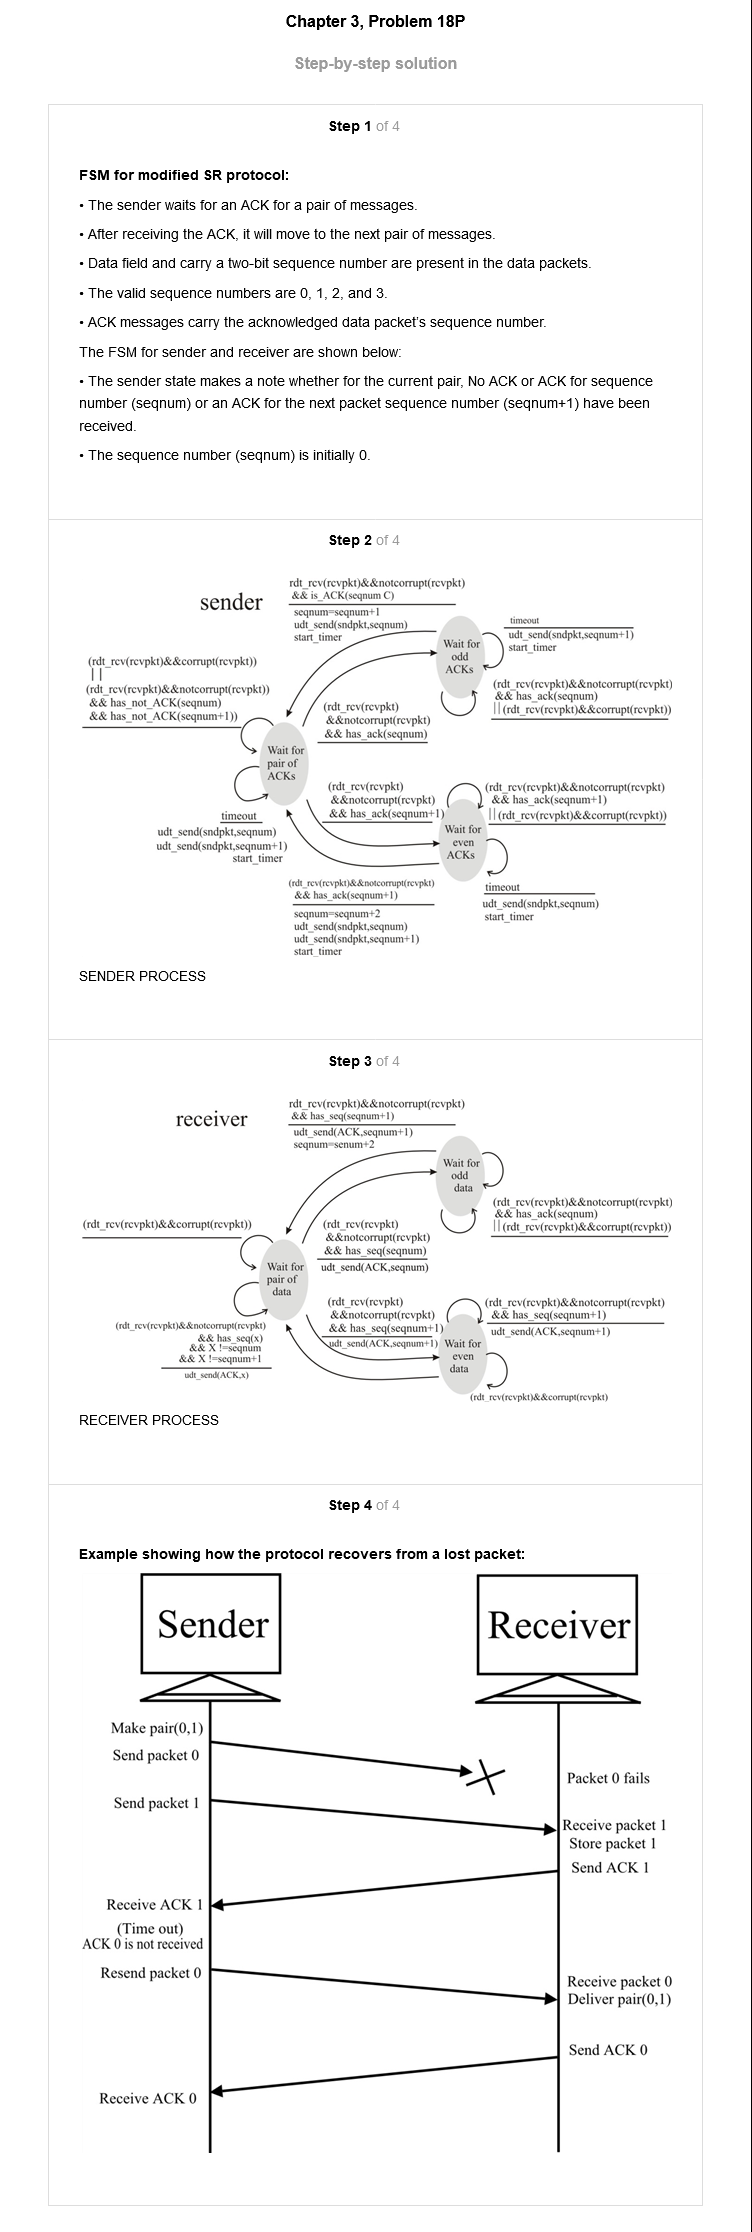 Chapter 3, Problem 18P
Step-by-step solution
Step 1 of 4
FSM for modified SR protocol:
• The sender waits for an ACK for a pair of messages.
• After receiving the ACK, it will move to the next pair of messages.
• Data field and carry a two-bit sequence number are present in the data packets.
• The valid sequence numbers are 0, 1, 2, and 3.
• ACK messages carry the acknowledged data packet's sequence number.
The FSM for sender and receiver are shown below:
• The sender state makes a note whether for the current pair, No ACK or ACK for sequence
number (seqnum) or an ACK for the next packet sequence number (seqnum+1) have been
received.
• The sequence number (seqnum) is initially 0.
Step 2 of 4
sender
rdt_rcv(rcvpkt)&&notcorrupt(rcvpkt)
&& is_ACK(seqnum C)
seqnum=seqnum+1
udt_send(sndpkt,seqnum)
start_timer
Wait for
odd
ACKs
timeout
udt_send(sndpkt,seqnum+1)
start_timer
(rdt_rcv(rcvpkt)&&notcorrupt(rcvpkt)
&& has_ack(seqnum)
||(rdt_rcv(rcvpkt)&&corrupt(rcvpkt))
(rdt_rcv(rcvpkt)&&corrupt(rcvpkt))
||
(rdt_rcv(rcvpkt)&&notcorrupt(rcvpkt))
&& has_not_ACK(seqnum)
&& has_not_ACK(seqnum+1))
(rdt_rcv(rcvpkt)
&&notcorrupt(rcvpkt)
&& has_ack(seqnum)
Wait for
pair of
ACKs
timeout
udt_send(sndpkt,seqnum)
udt_send(sndpkt,seqnum+1)
start_timer
(rdt_rcv(rcvpkt)
&&notcorrupt(rcvpkt)
&& has_ack(seqnum+1)
(rdt_rcv(rcvpkt)&&notcorrupt(rcvpkt)
&& has_ack(seqnum+1)
||(rdt_rcv(rcvpkt)&&corrupt(rcvpkt))
Wait for
even
ACKs
timeout
udt_send(sndpkt,seqnum)
start_timer
(rdt_rcv(rcvpkt)&&notcorrupt(rcvpkt)
&& has_ack(seqnum+1)
seqnum=seqnum+2
udt_send(sndpkt,seqnum)
udt_send(sndpkt,seqnum+1)
start_timer
SENDER PROCESS
Step 3 of 4
receiver
rdt_rcv(rcvpkt)&&notcorrupt(rcvpkt)
&& has_seq(seqnum+1)
udt_send(ACK,seqnum+1)
seqnum=senum+2
Wait for
odd
data
(rdt_rcv(rcvpkt)&&notcorrupt(rcvpkt)
&& has_ack(seqnum)
||(rdt_rcv(rcvpkt)&&corrupt(rcvpkt))
(rdt_rcv(rcvpkt)&&corrupt(rcvpkt))
(rdt_rcv(rcvpkt)
&&notcorrupt(rcvpkt)
&& has_seq(seqnum)
udt_send(ACK,seqnum)
Wait for
pair of
data
(rdt_rcv(rcvpkt)&&notcorrupt(rcvpkt)
&& has_seq(x)
&& X !=seqnum
&& X !=seqnum+1
udt_send(ACK,x)
(rdt_rcv(rcvpkt)
&&notcorrupt(rcvpkt)
&& has_seq(seqnum+1)
udt_send(ACK,seqnum+1)
(rdt_rcv(rcvpkt)&&notcorrupt(rcvpkt)
&& has_seq(seqnum+1)
udt_send(ACK,seqnum+1)
Wait for
even
data
(rdt_rcv(rcvpkt)&&corrupt(rcvpkt)
RECEIVER PROCESS
Step 4 of 4
Example showing how the protocol recovers from a lost packet:
Sender
Receiver
Make pair(0,1)
Send packet 0
Packet 0 fails
Send packet 1
Receive packet 1
Store packet 1
Send ACK 1
Receive ACK 1
(Time out)
ACK 0 is not received
Resend packet 0
Receive packet 0
Deliver pair(0,1)
Send ACK 0
Receive ACK 0